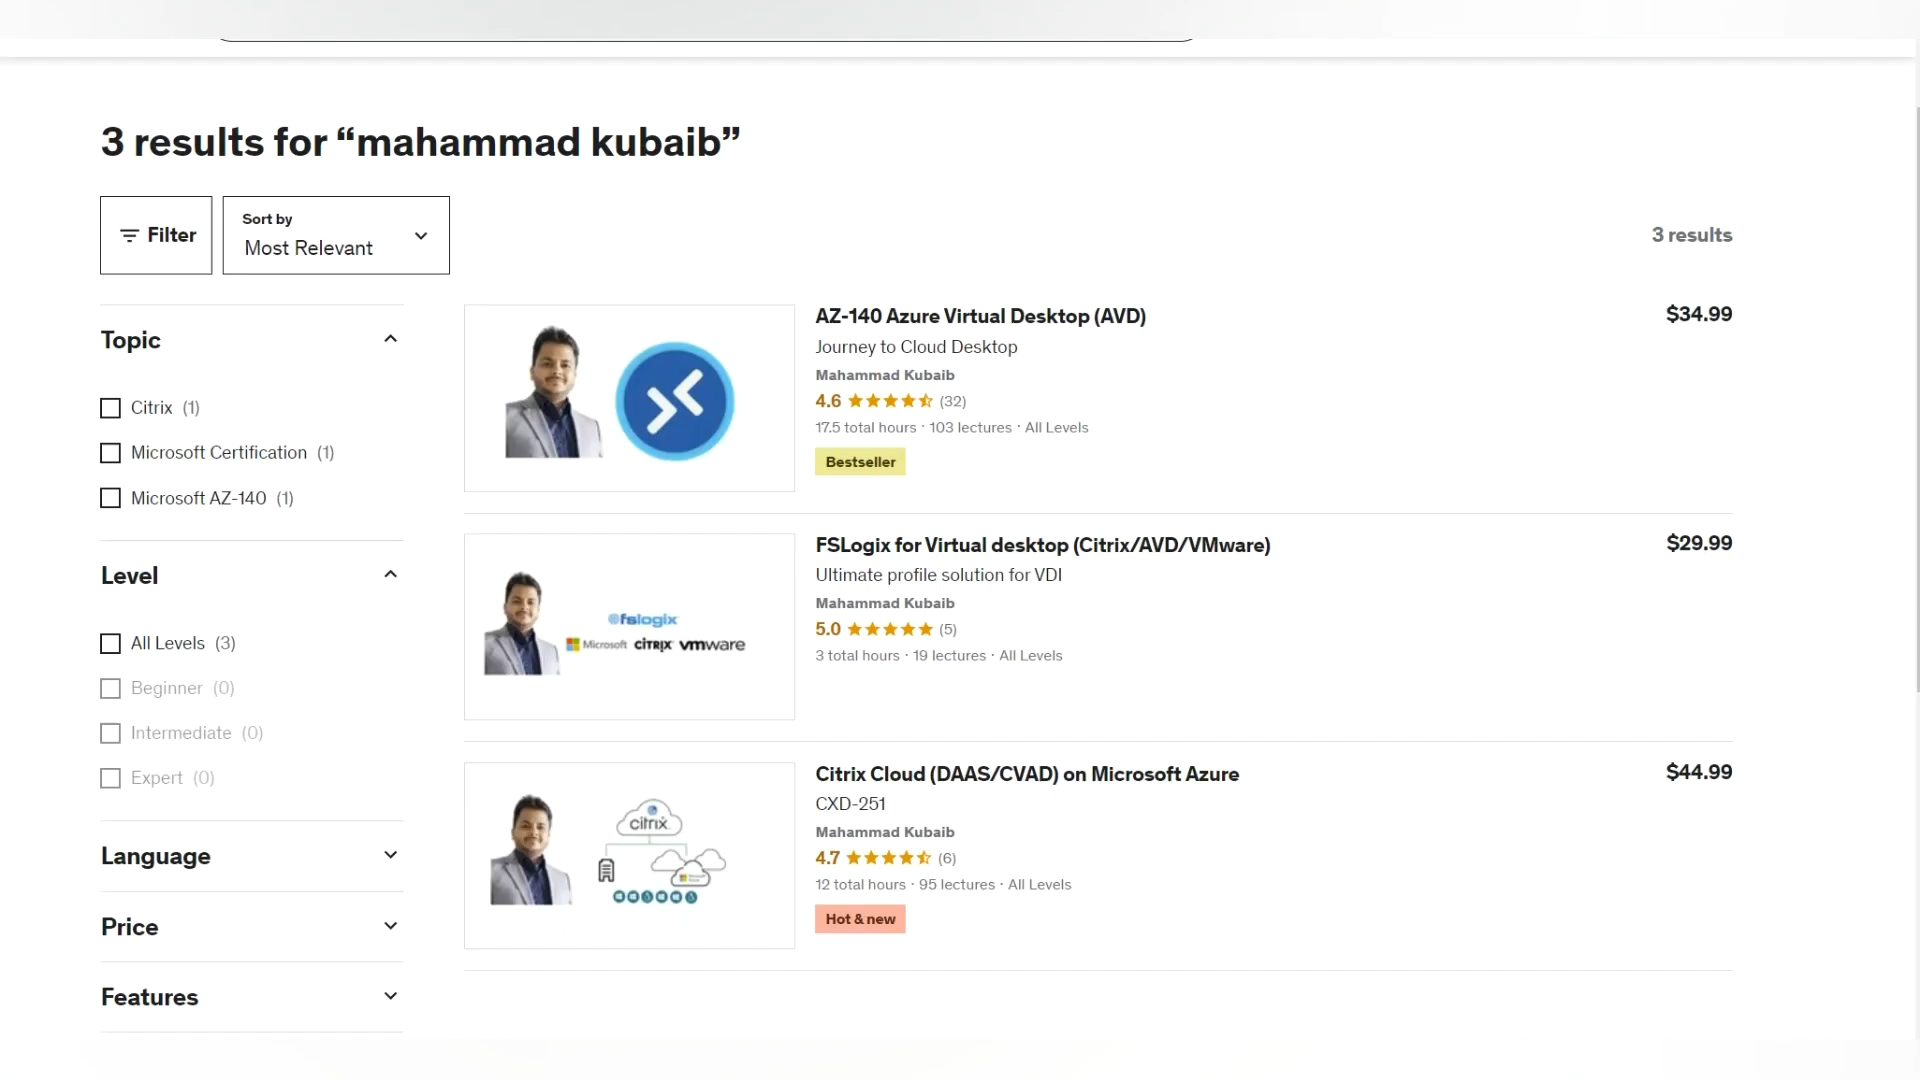 3 results for “mahammad kubaib”
Filter
Sort by
Most Relevant
3 results
Topic
Citrix (1)
Microsoft Certification (1)
Microsoft AZ-140 (1)
Level
All Levels (3)
Beginner (0)
Intermediate (0)
Expert (0)
Language
Price
Features
AZ-140 Azure Virtual Desktop (AVD)
$34.99
Journey to Cloud Desktop
Mahammad Kubaib
4.6 (32)
17.5 total hours · 103 lectures · All Levels
Bestseller
fslogix
Microsoft CİTRIX vmware
FSLogix for Virtual desktop (Citrix/AVD/VMware)
$29.99
Ultimate profile solution for VDI
Mahammad Kubaib
5.0 (5)
3 total hours · 19 lectures · All Levels
citrix
Citrix Cloud (DAAS/CVAD) on Microsoft Azure
$44.99
CXD-251
Mahammad Kubaib
4.7 (6)
12 total hours · 95 lectures · All Levels
Hot & new